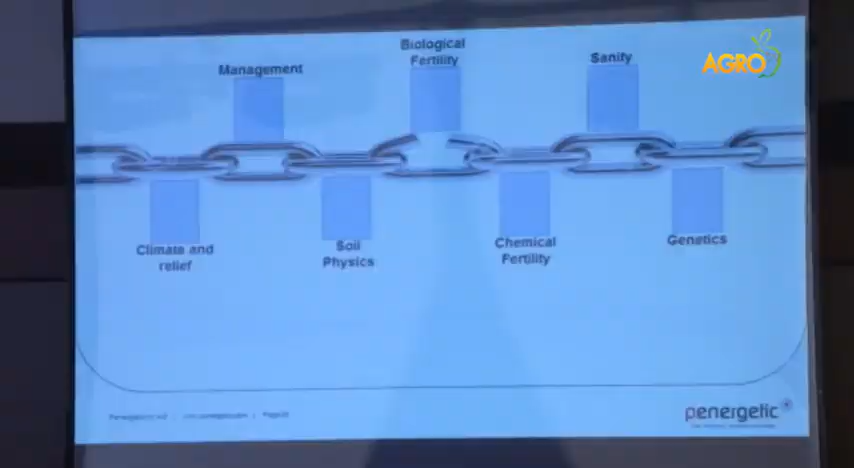 Biological
Fertility
Management
Sanity
AGRO
Climate and
relief
Soil
Physics
Chemical
Fertility
Genetics
penergetic